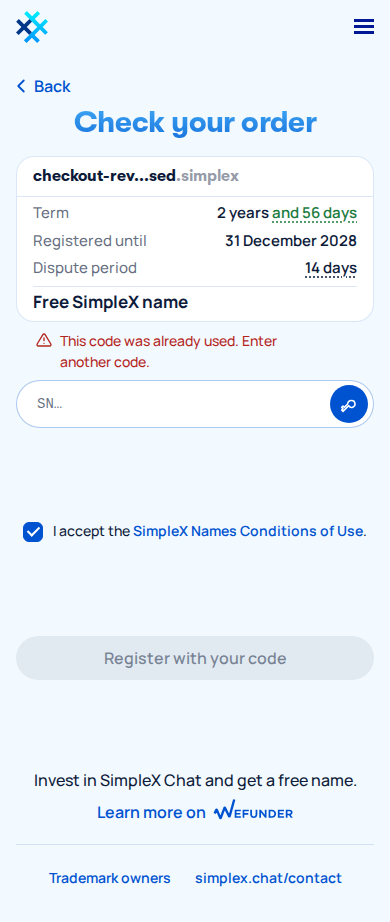 Back
Check your order
checkout-rev...sed.simplex
Term 2 years and 56 days
Registered until 31 December 2028
Dispute period 14 days
Free SimpleX name
This code was already used. Enter
another code.
SN...
I accept the SimpleX Names Conditions of Use.
Register with your code
Invest in SimpleX Chat and get a free name.
Learn more on WEFUNDER
Trademark owners simplex.chat/contact